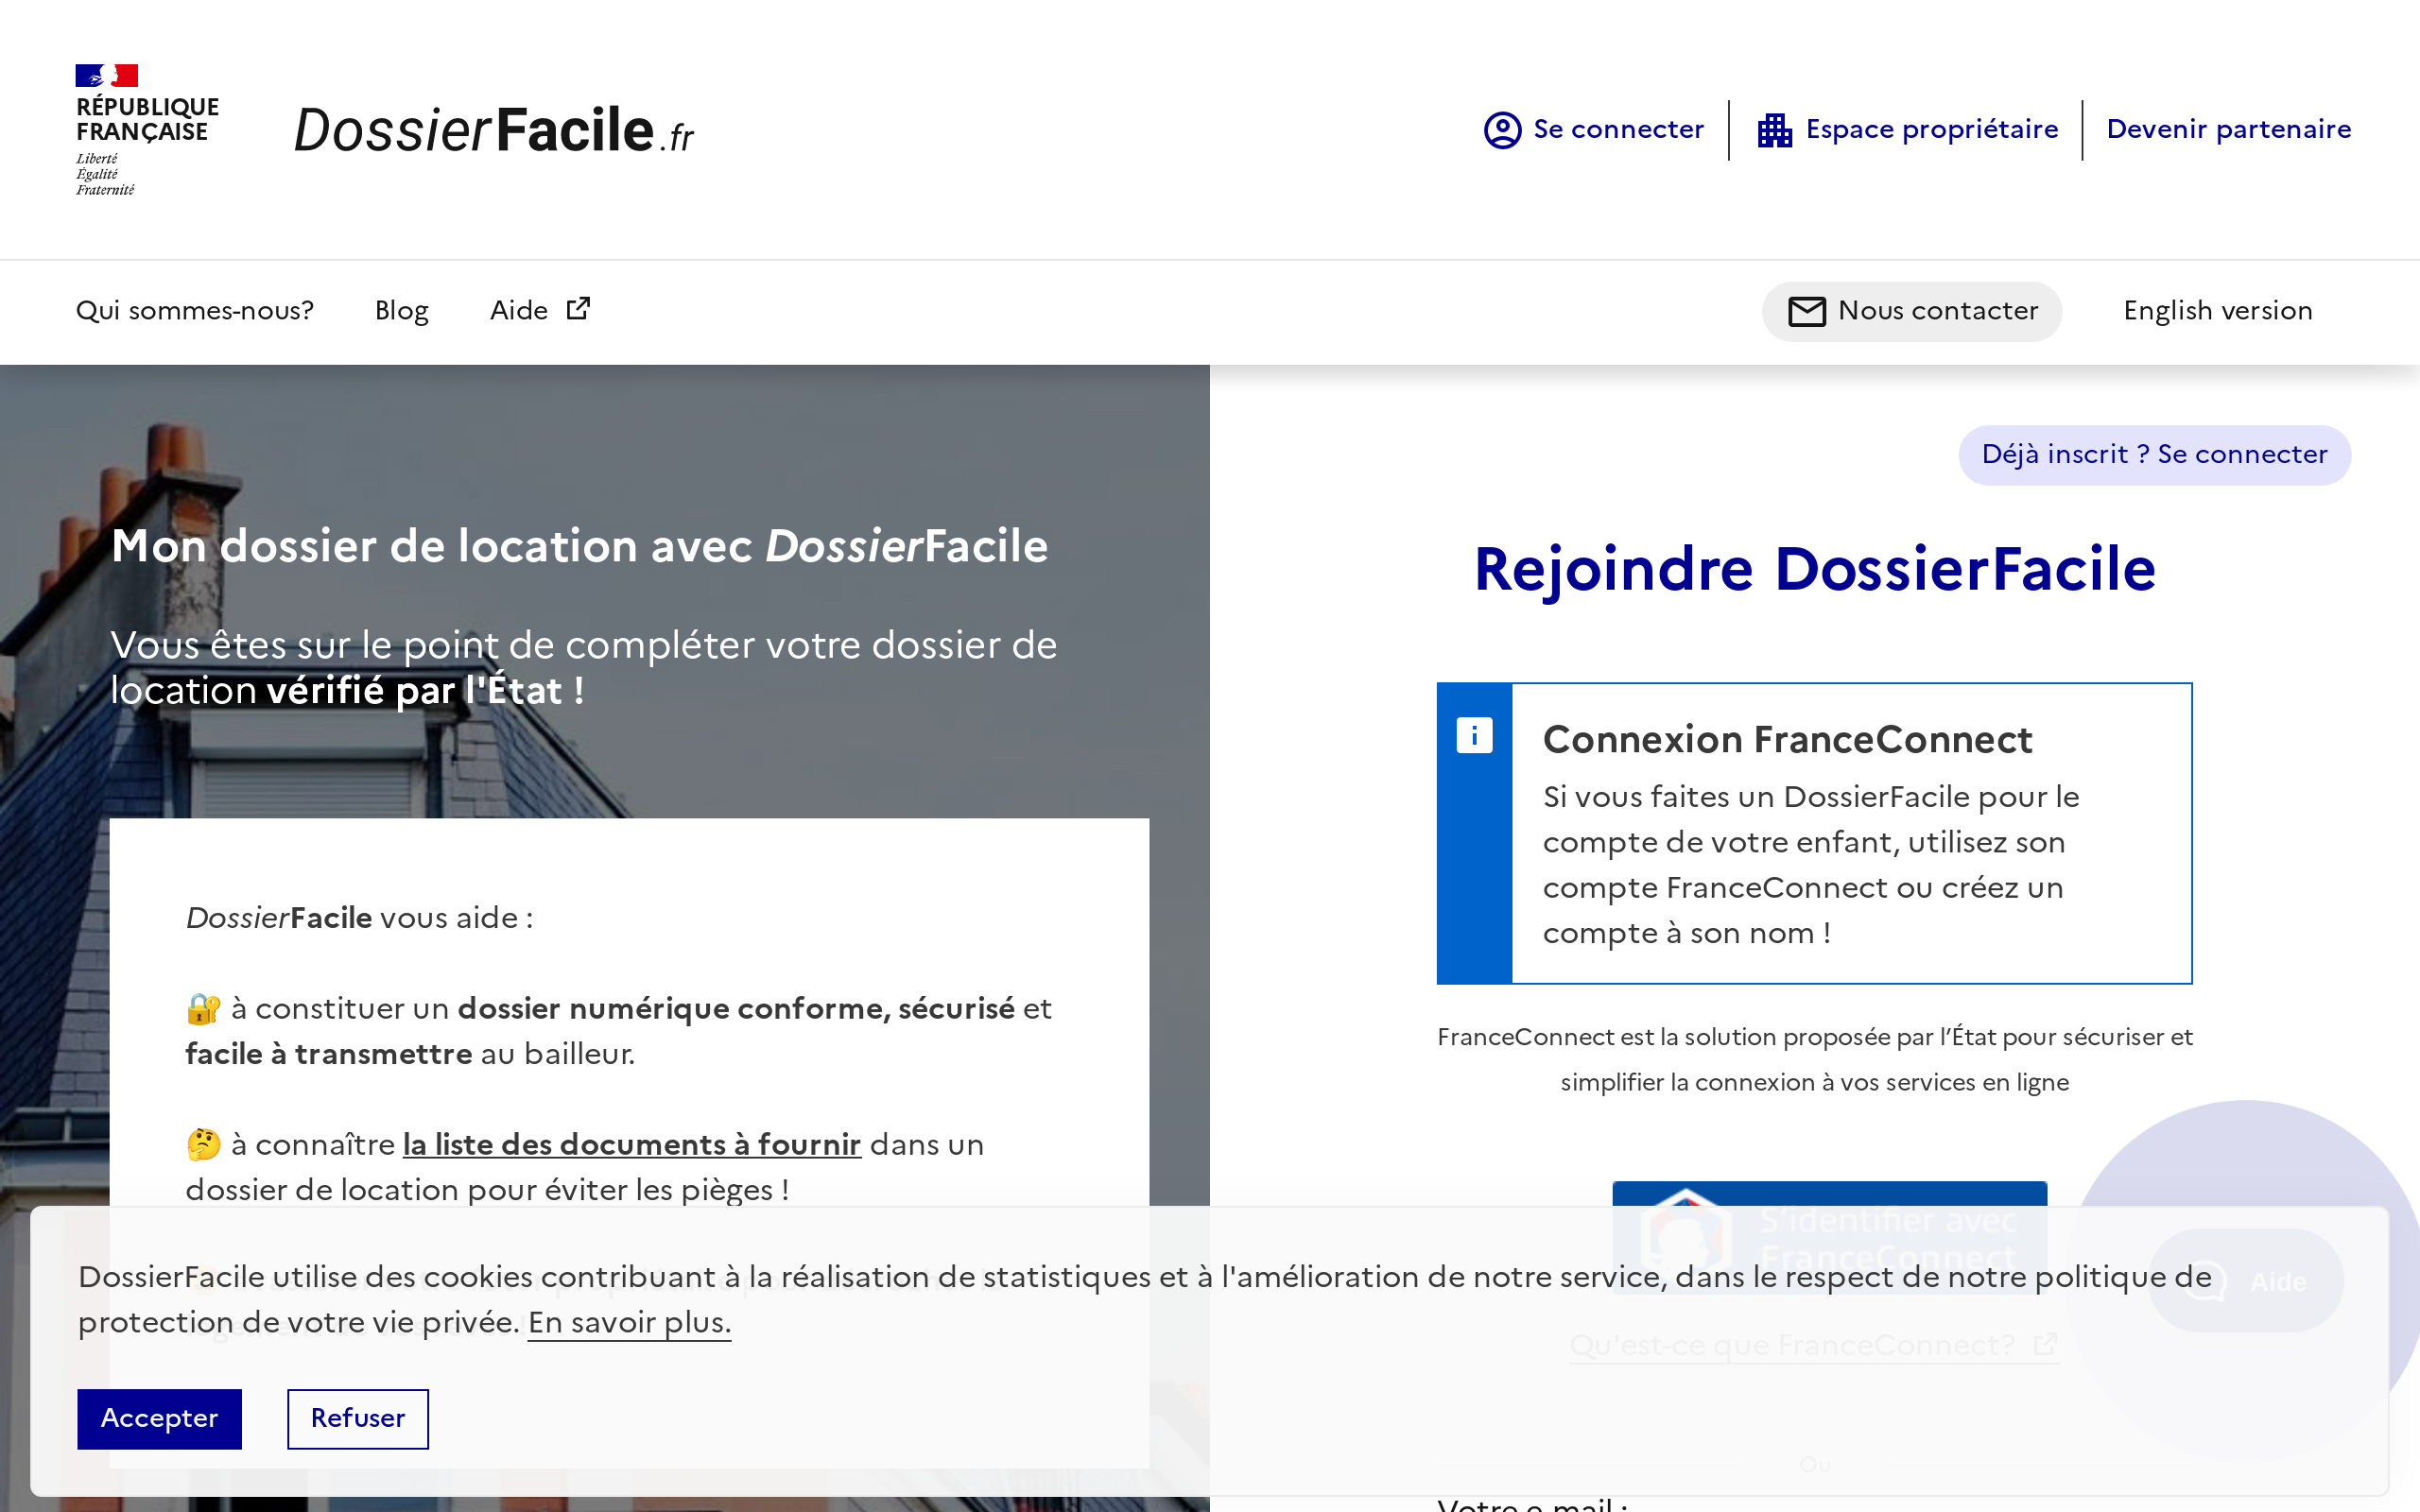 RÉPUBLIQUE
FRANÇAISE
Liberté
Égalité
Fraternité
DossierFacile.fr
Se connecter
Espace propriétaire
Devenir partenaire
Qui sommes-nous?
Blog
Aide
Nous contacter
English version
Mon dossier de location avec DossierFacile
Vous êtes sur le point de compléter votre dossier de
location vérifié par l'État !
DossierFacile vous aide :
🔐 à constituer un dossier numérique conforme, sécurisé et
facile à transmettre au bailleur.
🤔 à connaître la liste des documents à fournir dans un
dossier de location pour éviter les pièges !
Déjà inscrit ? Se connecter
Rejoindre DossierFacile
Connexion FranceConnect
Si vous faites un DossierFacile pour le
compte de votre enfant, utilisez son
compte FranceConnect ou créez un
compte à son nom !
FranceConnect est la solution proposée par l’État pour sécuriser et
simplifier la connexion à vos services en ligne
S'identifier avec
FranceConnect
Qu'est-ce que FranceConnect?
Ou
Votre e-mail :
Aide
DossierFacile utilise des cookies contribuant à la réalisation de statistiques et à l'amélioration de notre service, dans le respect de notre politique de
protection de votre vie privée. En savoir plus.
Accepter
Refuser